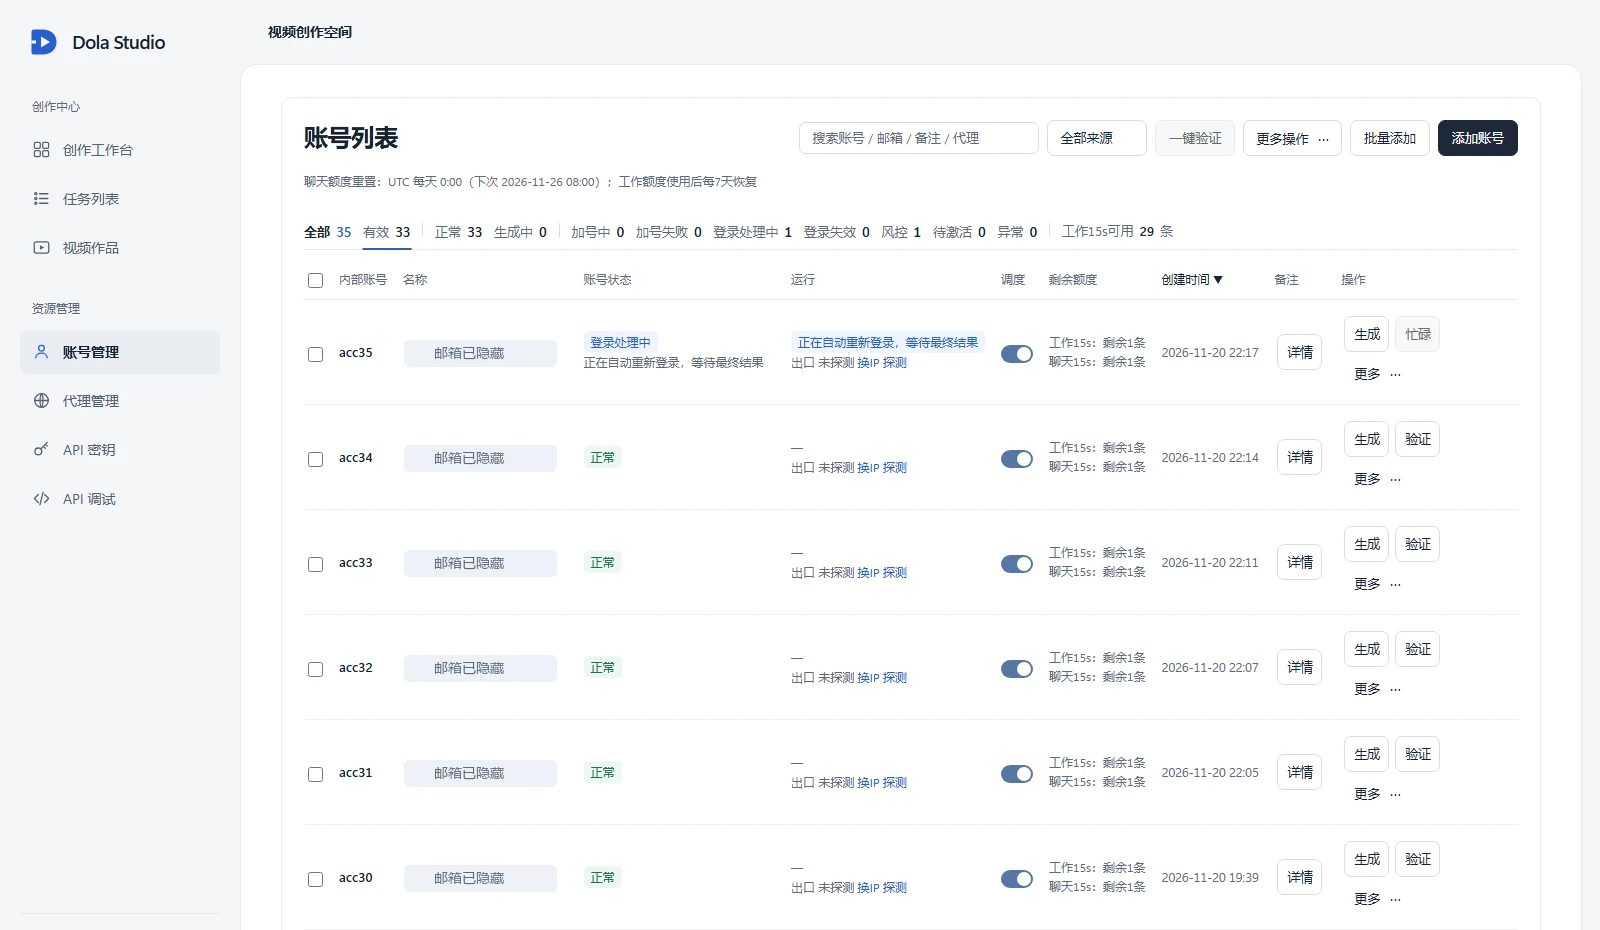 Dola Studio
视频创作空间
创作中心
创作工作台
任务列表
视频作品
资源管理
账号管理
代理管理
API 密钥
API 调试
账号列表
搜索账号 / 邮箱 / 备注 / 代理
全部来源
一键验证
更多操作 ···
批量添加
添加账号
聊天额度重置：UTC 每天 0:00（下次 2026-11-26 08:00）；工作额度使用后每7天恢复
全部 35 有效 33 正常 33 生成中 0 加号中 0 加号失败 0 登录处理中 1 登录失效 0 风控 1 待激活 0 异常 0 工作15s可用 29 条
内部账号 名称 账号状态 运行 调度 剩余额度 创建时间▼ 备注 操作
acc35
邮箱已隐藏
登录处理中
正在自动重新登录，等待最终结果
正在自动重新登录，等待最终结果
出口 未探测 换IP 探测
工作15s：剩余1条
聊天15s：剩余1条
2026-11-20 22:17
详情
生成 忙碌
更多 ···
acc34
邮箱已隐藏
正常
—
出口 未探测 换IP 探测
工作15s：剩余1条
聊天15s：剩余1条
2026-11-20 22:14
详情
生成 验证
更多 ···
acc33
邮箱已隐藏
正常
—
出口 未探测 换IP 探测
工作15s：剩余1条
聊天15s：剩余1条
2026-11-20 22:11
详情
生成 验证
更多 ···
acc32
邮箱已隐藏
正常
—
出口 未探测 换IP 探测
工作15s：剩余1条
聊天15s：剩余1条
2026-11-20 22:07
详情
生成 验证
更多 ···
acc31
邮箱已隐藏
正常
—
出口 未探测 换IP 探测
工作15s：剩余1条
聊天15s：剩余1条
2026-11-20 22:05
详情
生成 验证
更多 ···
acc30
邮箱已隐藏
正常
—
出口 未探测 换IP 探测
工作15s：剩余1条
聊天15s：剩余1条
2026-11-20 19:39
详情
生成 验证
更多 ···